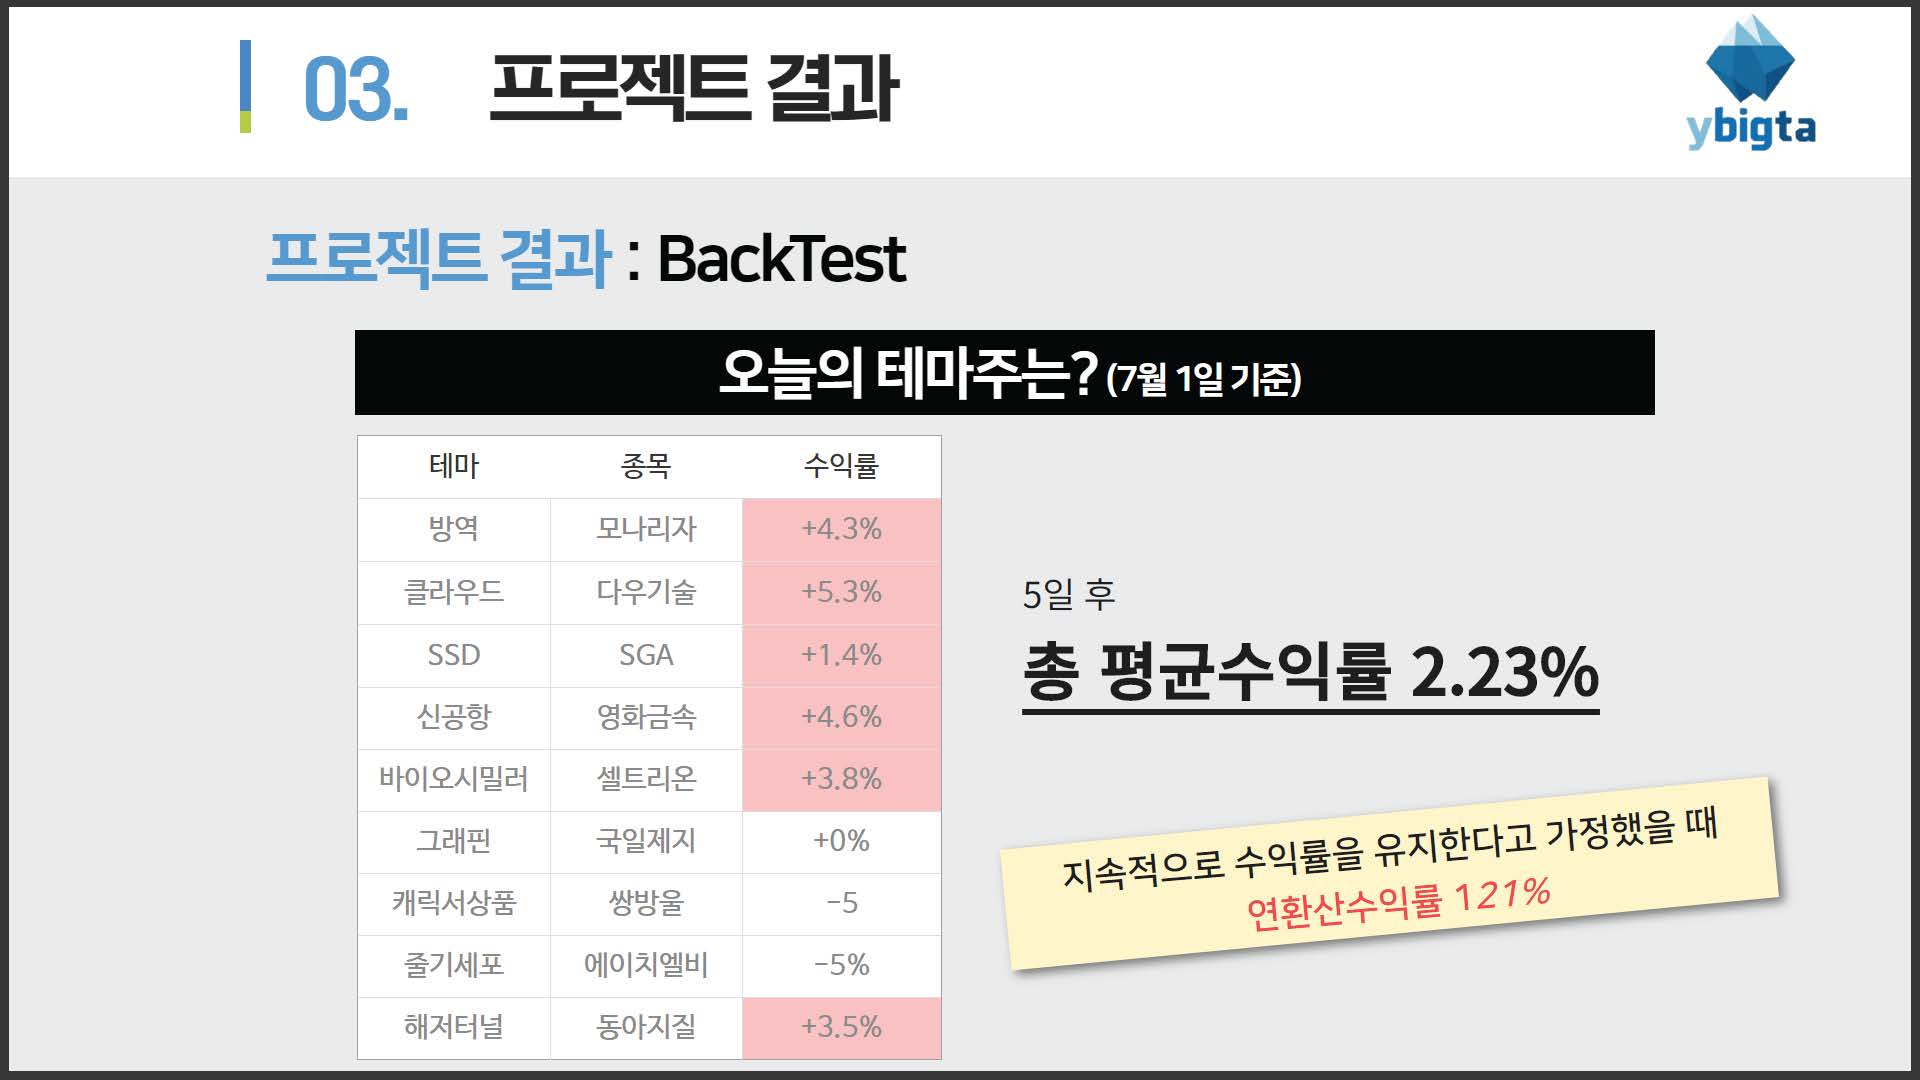 03. 프로젝트 결과
ybigta
프로젝트 결과 : BackTest
오늘의 테마주는? (7월 1일 기준)
테마 종목 수익률
방역 모나리자 +4.3%
클라우드 다우기술 +5.3%
SSD SGA +1.4%
신공항 영화금속 +4.6%
바이오시밀러 셀트리온 +3.8%
그래핀 국일제지 +0%
캐릭서상품 쌍방울 -5
줄기세포 에이치엘비 -5%
해저터널 동아지질 +3.5%
5일 후
총 평균수익률 2.23%
지속적으로 수익률을 유지한다고 가정했을 때
연환산수익률 121%